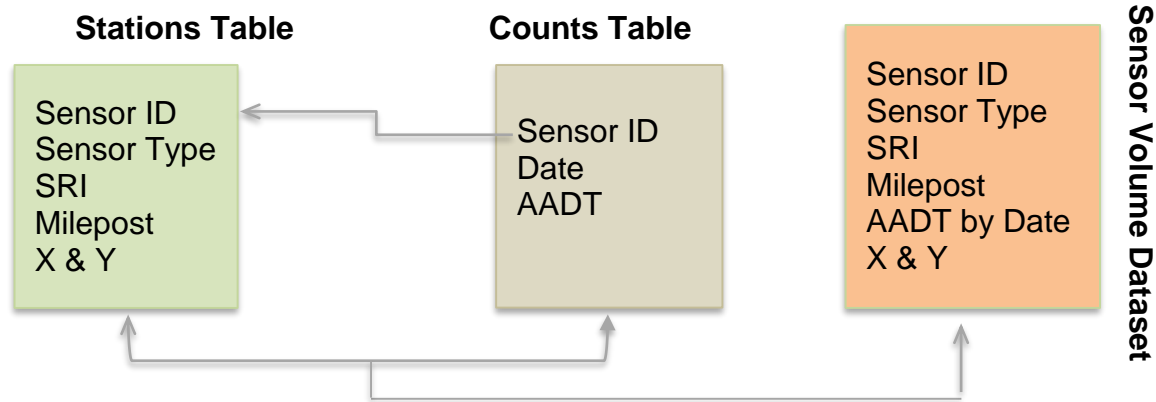 Stations Table
Sensor ID
Sensor Type
SRI
Milepost
X & Y
Counts Table
Sensor ID
Date
AADT
Sensor ID
Sensor Type
SRI
Milepost
AADT by Date
X & Y
Sensor Volume Dataset